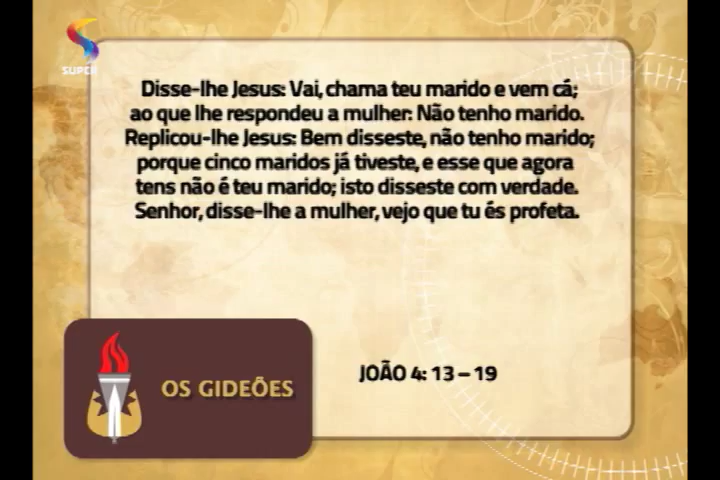 SUPER
Disse-lhe Jesus: Vai, chama teu marido e vem cá;
ao que lhe respondeu a mulher: Não tenho marido.
Replicou-lhe Jesus: Bem disseste, não tenho marido;
porque cinco maridos já tiveste, e esse que agora
tens não é teu marido; isto disseste com verdade.
Senhor, disse-lhe a mulher, vejo que tu és profeta.
OS GIDEÕES
JOÃO 4: 13 – 19